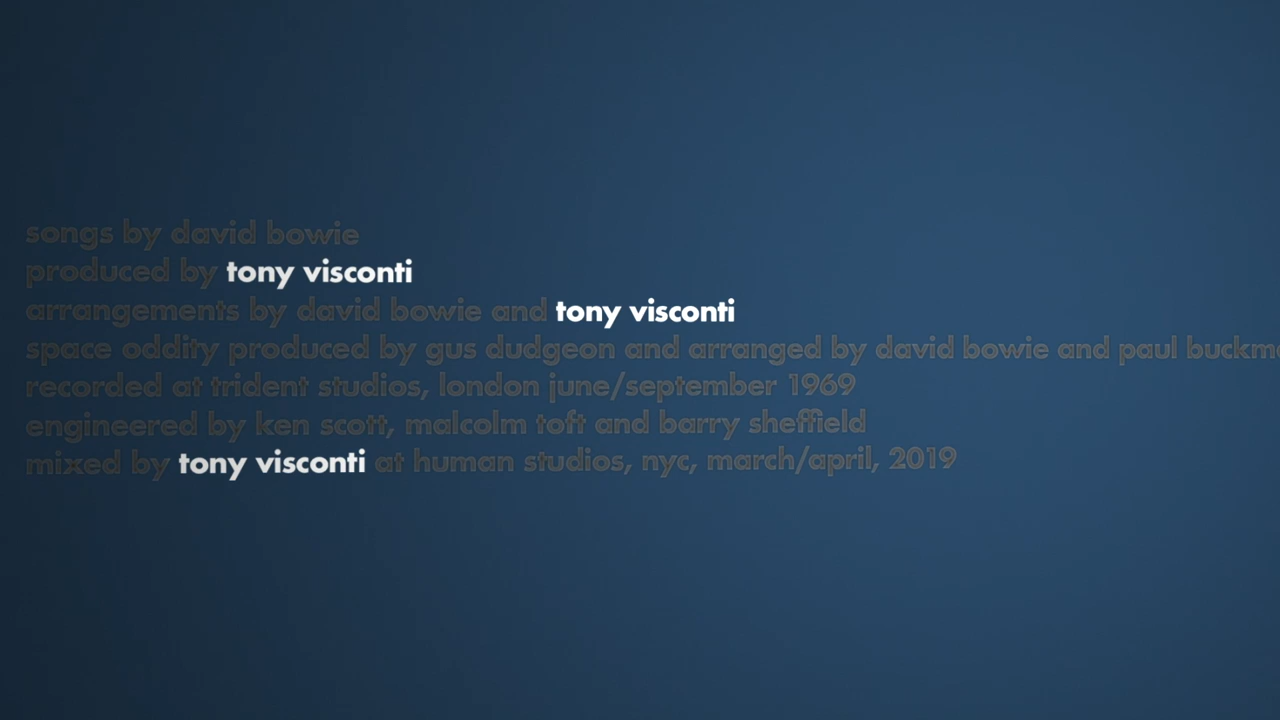 songs by david bowie
produced by tony visconti
arrangements by david bowie and tony visconti
space oddity produced by gus dudgeon and arranged by david bowie and paul
recorded at trident studios, london june/september 1969
engineered by ken scott, malcolm toft and barry sheffield
mixed by tony visconti at human studios, nyc, march/april, 2019